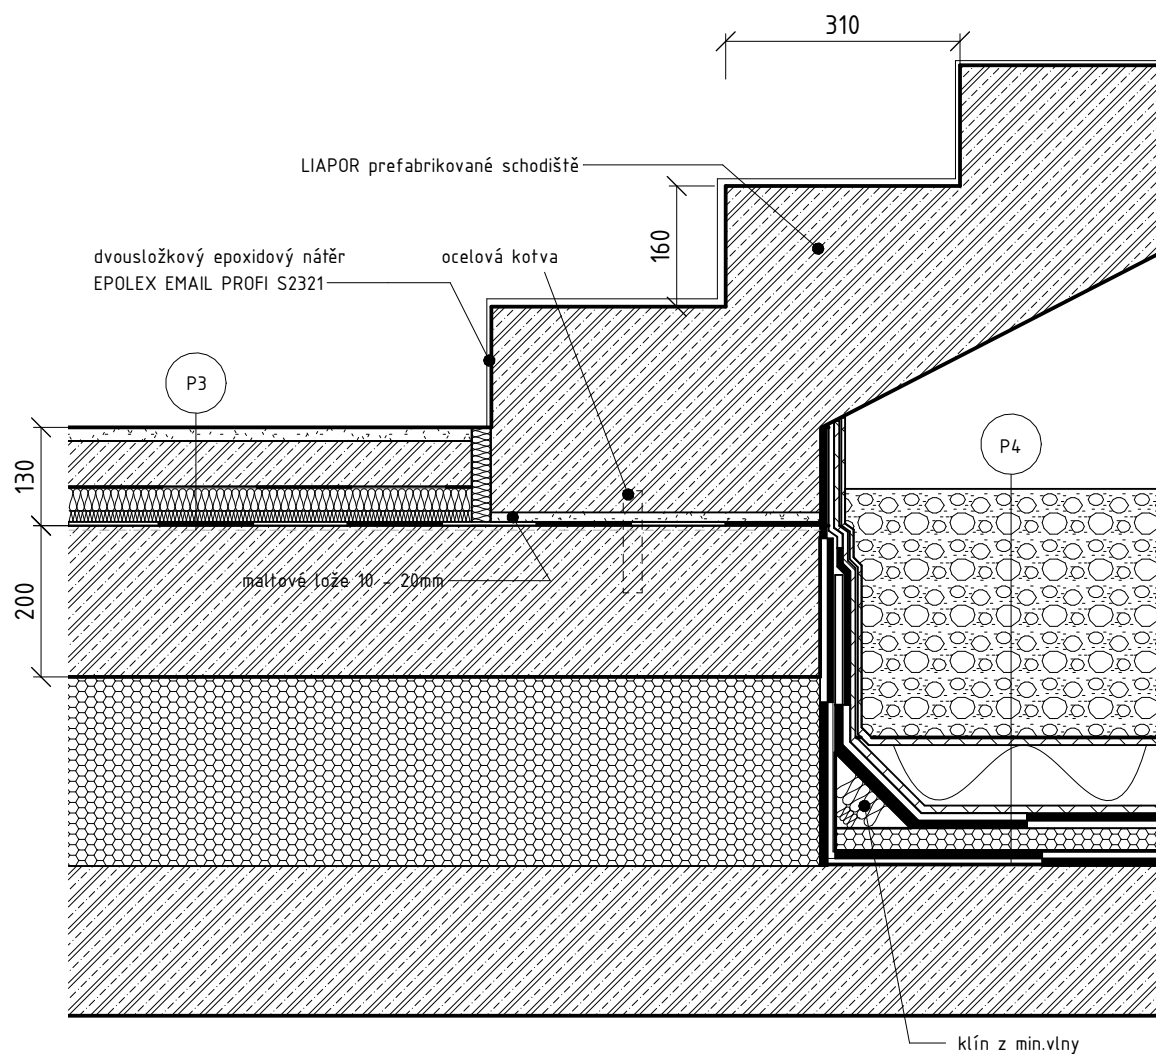 310
LIAPOR prefabrikované schodiště
160
dvousložkový epoxidový nátěr
EPOLEX EMAIL PROFI S2321
ocelová kotva
P3
P4
130
200
maltové lože 10 - 20mm
klín z min.vlny